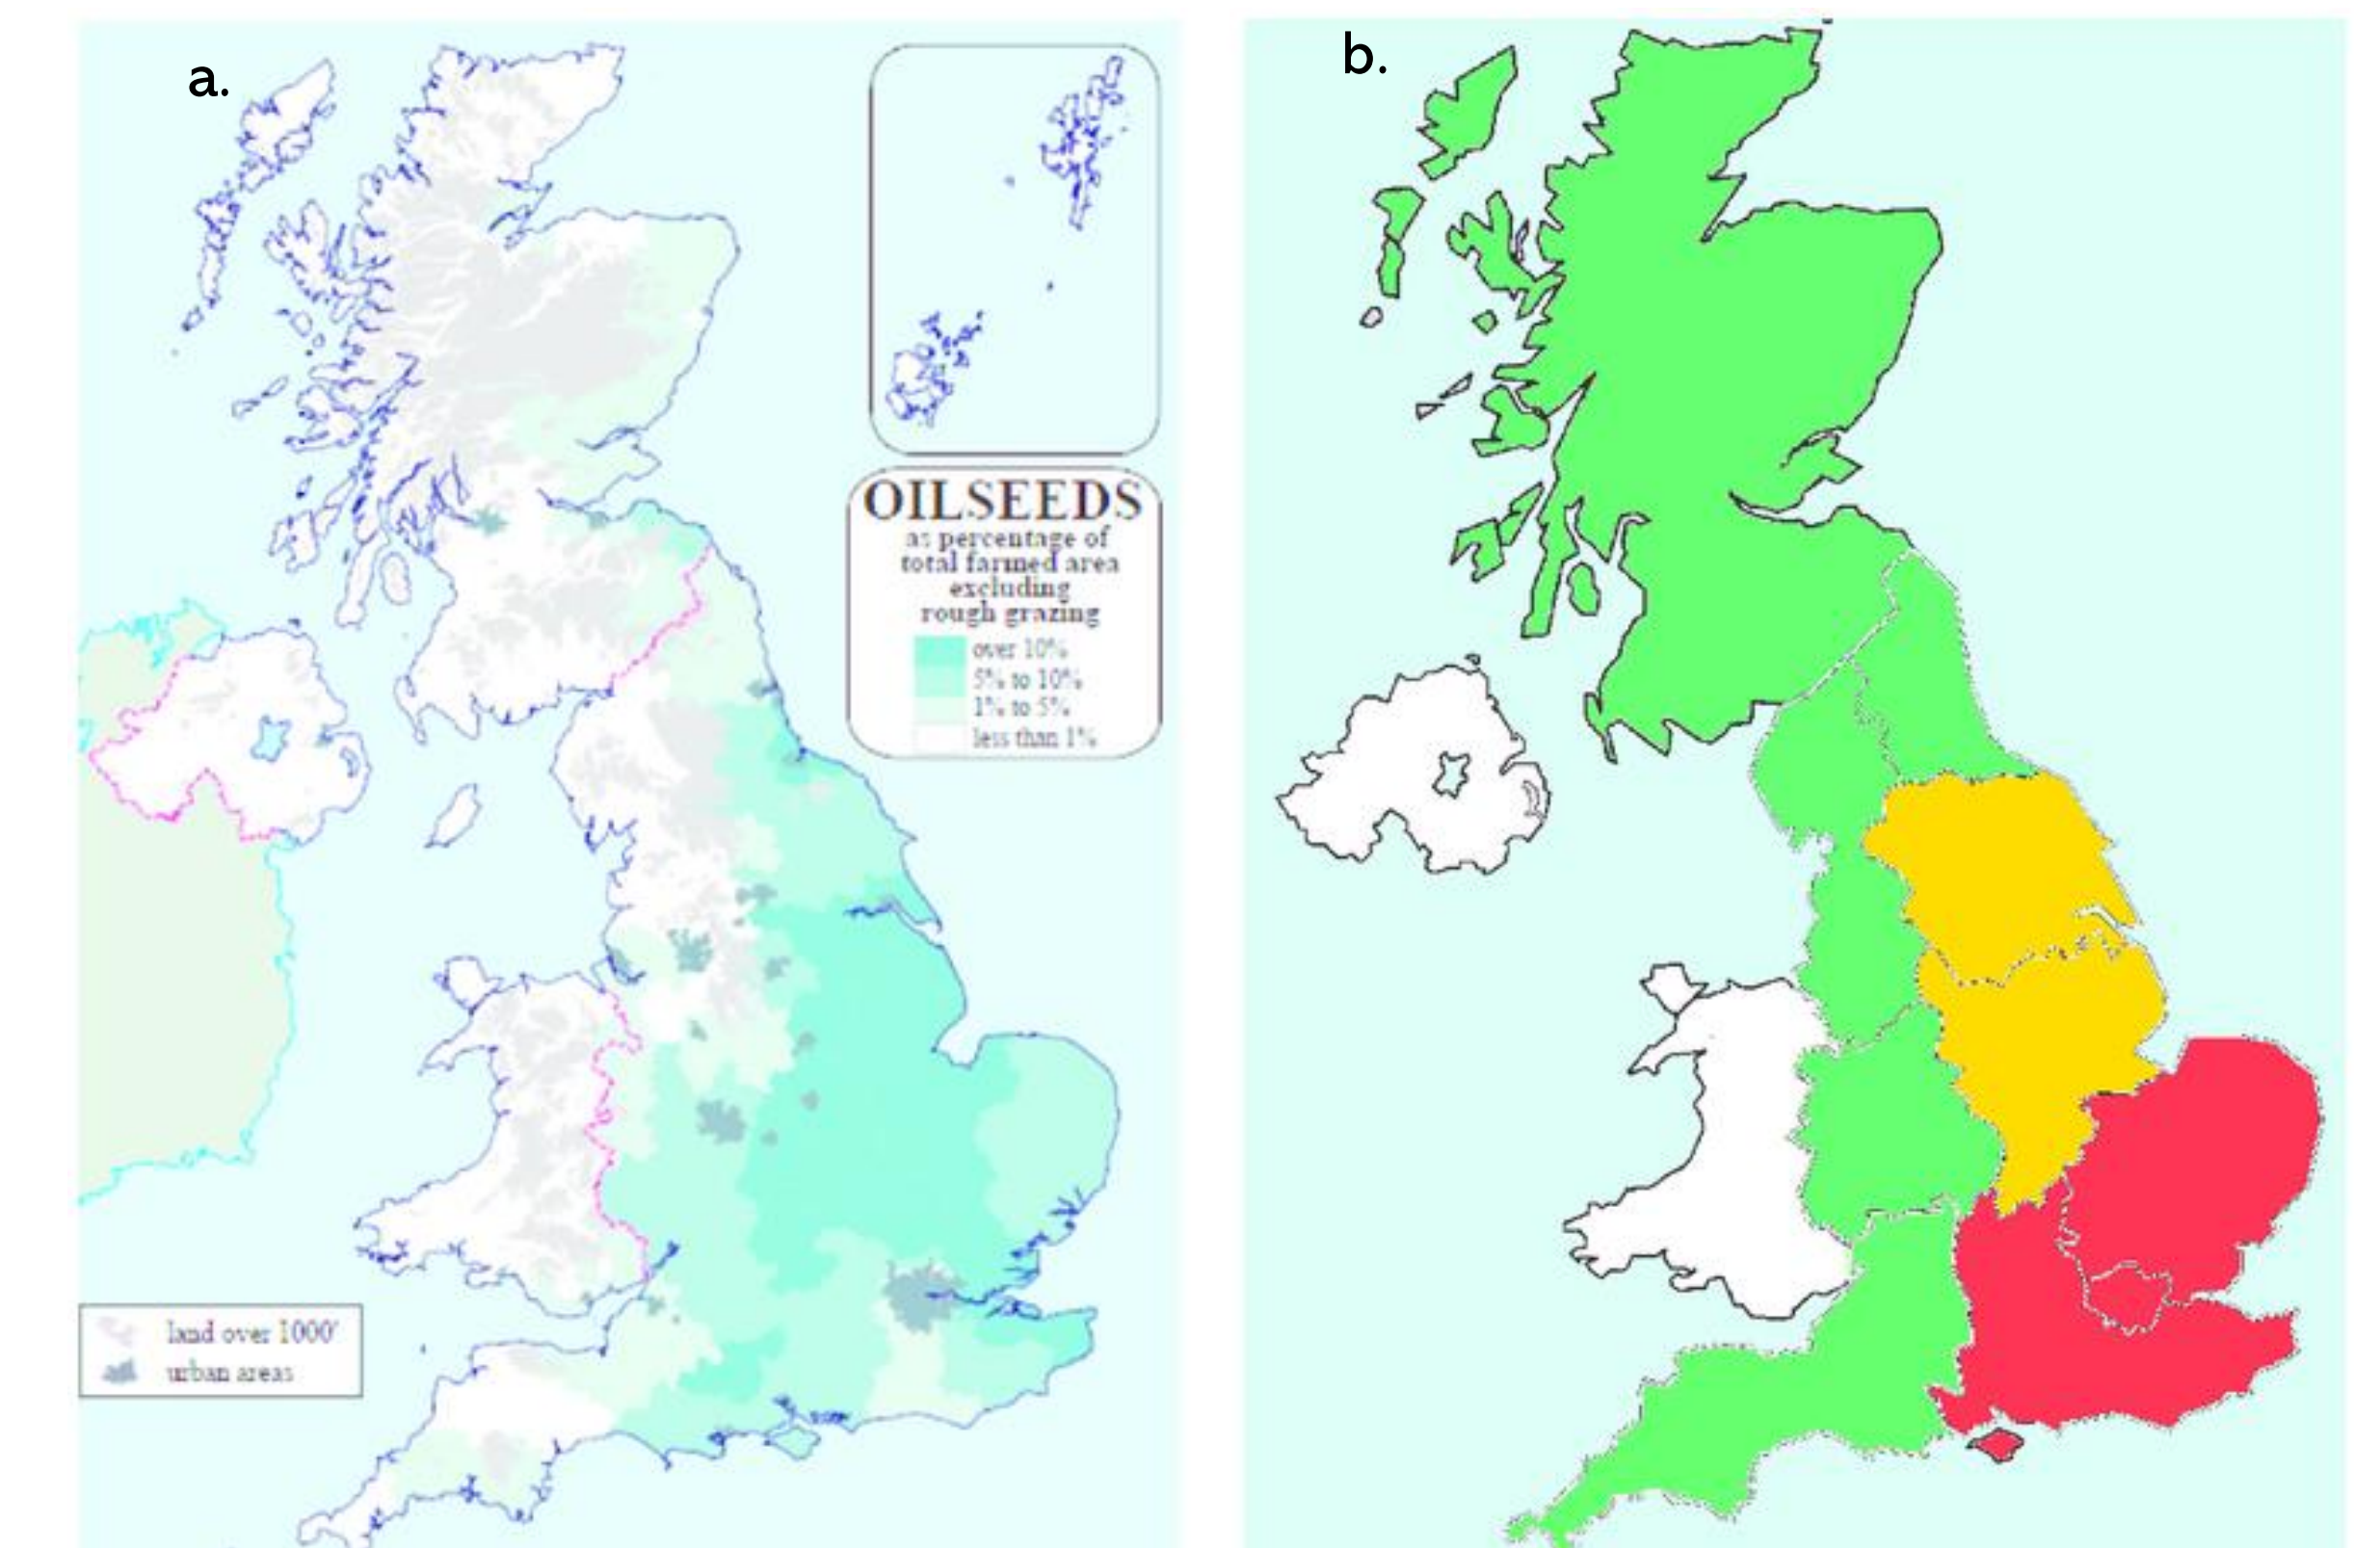 a.
b.
OILSEEDS
as percentage of
total farmed area
excluding
rough grazing
over 10%
5% to 10%
1% to 5%
less than 1%
land over 1000'
urban areas